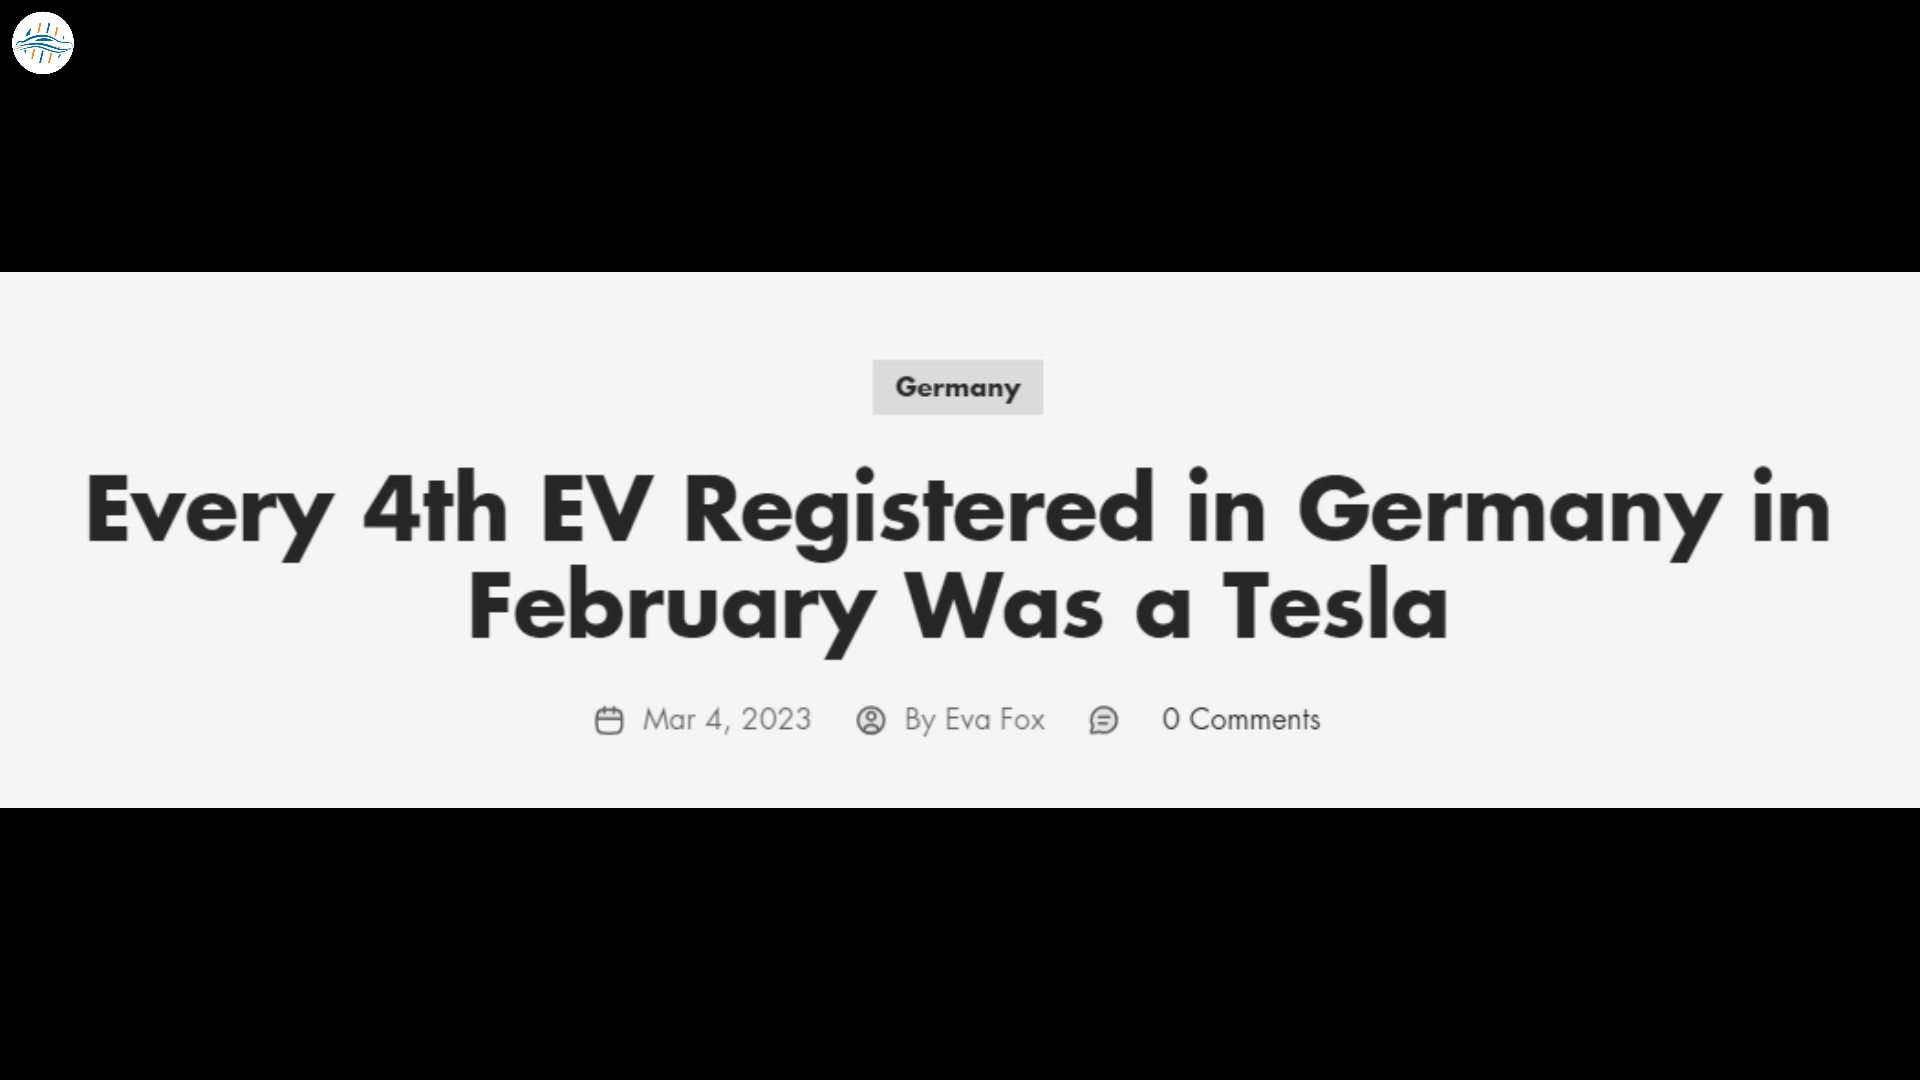 Germany
Every 4th EV Registered in Germany in
February Was a Tesla
Mar 4, 2023 By Eva Fox 0 Comments